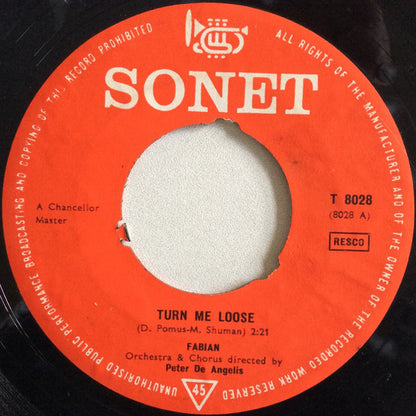 UNAUTHORISED PUBLIC PERFORMANCE BROADCASTING AND COPYING OF THIS RECORD PROHIBITED
ALL RIGHTS OF THE MANUFACTURER AND OF THE OWNER OF THE RECORDED WORK RESERVED
SONET
A Chancellor
Master
T 8028
(8028 A)
RESCO
TURN ME LOOSE
(D. Pomus-M. Shuman) 2:21
FABIAN
Orchestra & Chorus directed by
Peter De Angelis
45